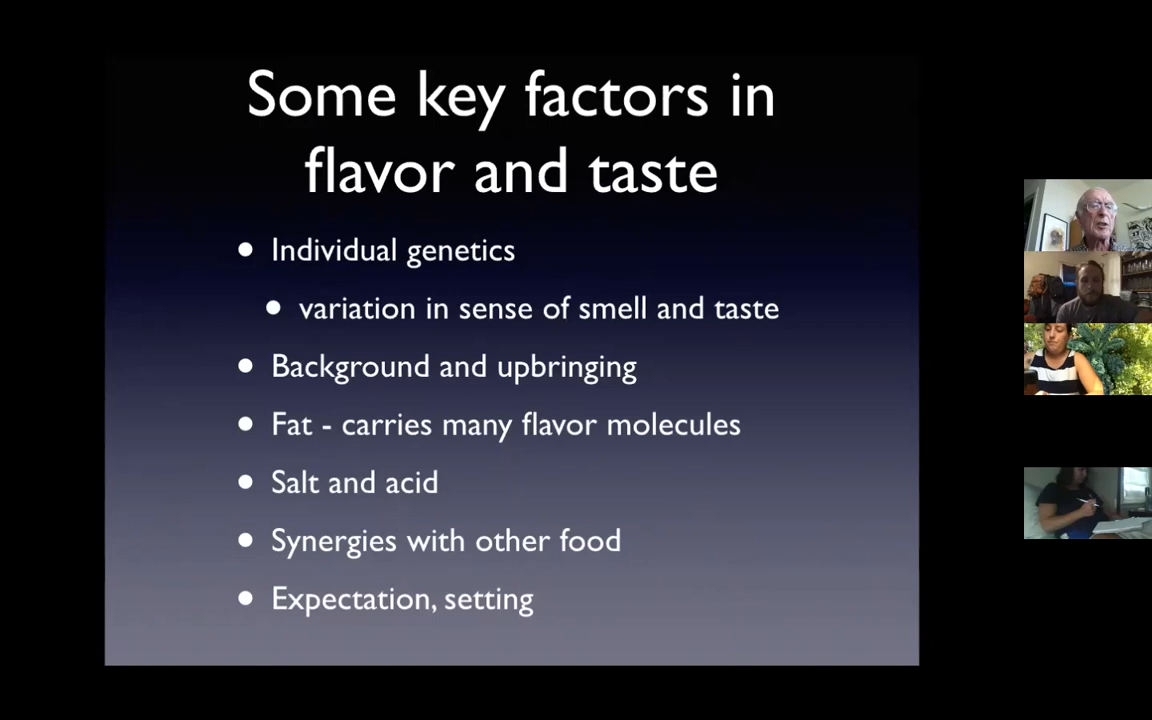 Some key factors in
flavor and taste
• Individual genetics
• variation in sense of smell and taste
• Background and upbringing
• Fat - carries many flavor molecules
• Salt and acid
• Synergies with other food
• Expectation, setting